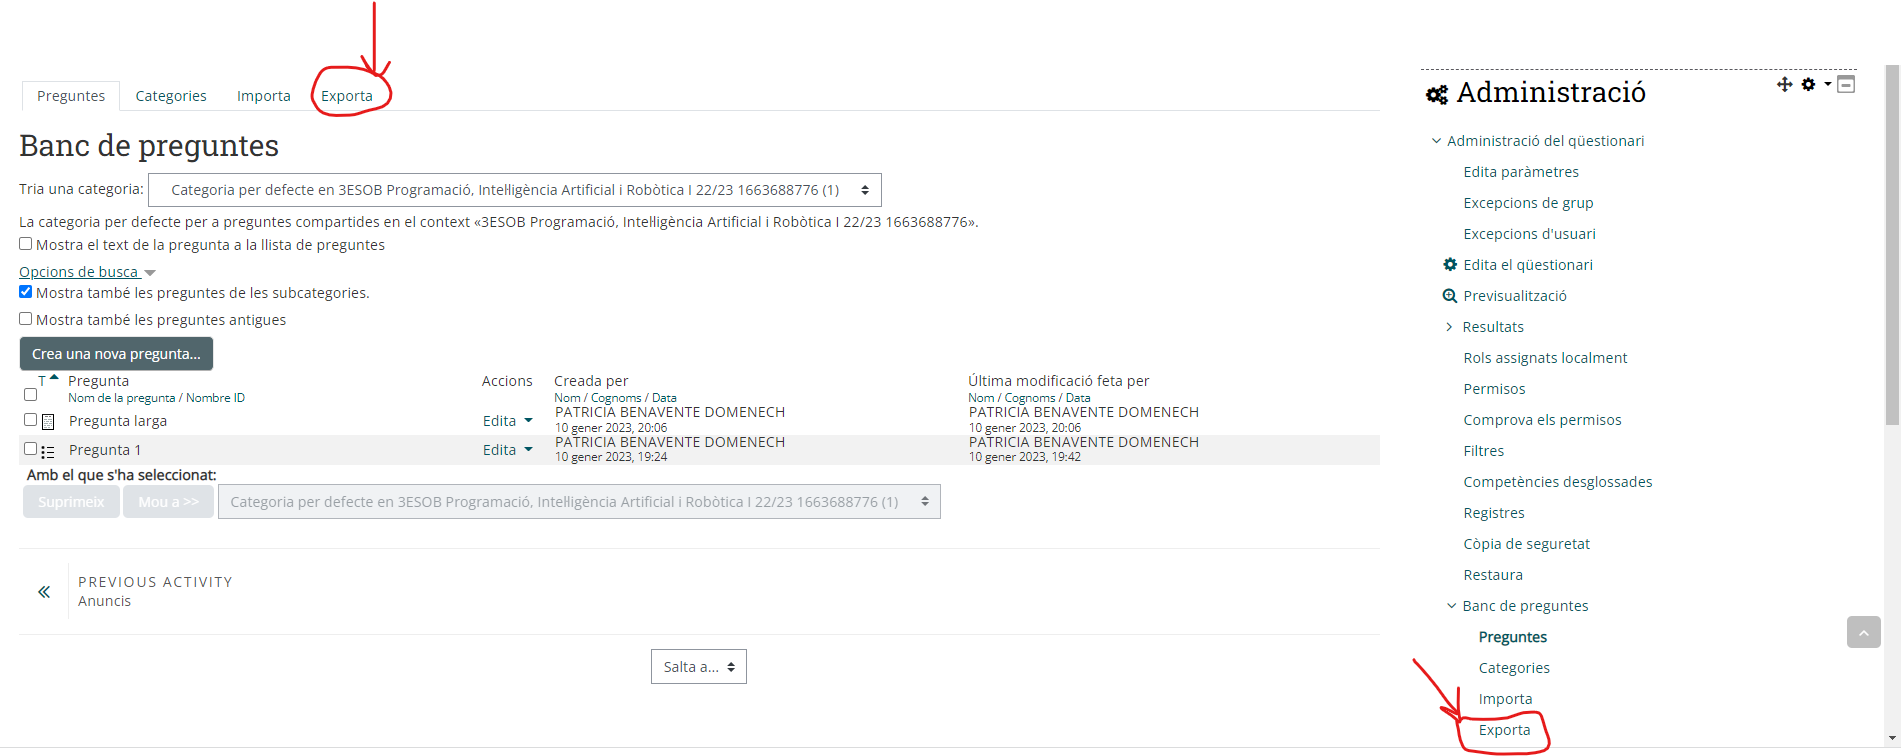 Preguntes Categories Importa Exporta
Banc de preguntes
Tria una categoria: Categoria per defecte en 3ESOB Programació, Intel·ligència Artificial i Robòtica I 22/23 1663688776 (1)
La categoria per defecte per a preguntes compartides en el context «3ESOB Programació, Intel·ligència Artificial i Robòtica I 22/23 1663688776».
Mostra el text de la pregunta a la llista de preguntes
Opcions de busca
Mostra també les preguntes de les subcategories.
Mostra també les preguntes antigues
Crea una nova pregunta...
T Pregunta Accions Creada per Última modificació feta per
Nom de la pregunta / Nombre ID Nom / Cognoms / Data Nom / Cognoms / Data
Pregunta larga Edita PATRICIA BENAVENTE DOMENECH PATRICIA BENAVENTE DOMENECH
10 gener 2023, 20:06 10 gener 2023, 20:06
Pregunta 1 Edita PATRICIA BENAVENTE DOMENECH PATRICIA BENAVENTE DOMENECH
10 gener 2023, 19:24 10 gener 2023, 19:42
Amb el que s'ha seleccionat:
Suprimeix Mou a >> Categoria per defecte en 3ESOB Programació, Intel·ligència Artificial i Robòtica I 22/23 1663688776 (1)
PREVIOUS ACTIVITY
Anuncis
Salta a...
Administració
Administració del qüestionari
Edita paràmetres
Excepcions de grup
Excepcions d'usuari
Edita el qüestionari
Previsualització
Resultats
Rols assignats localment
Permisos
Comprova els permisos
Filtres
Competències desglossades
Registres
Còpia de seguretat
Restaura
Banc de preguntes
Preguntes
Categories
Importa
Exporta